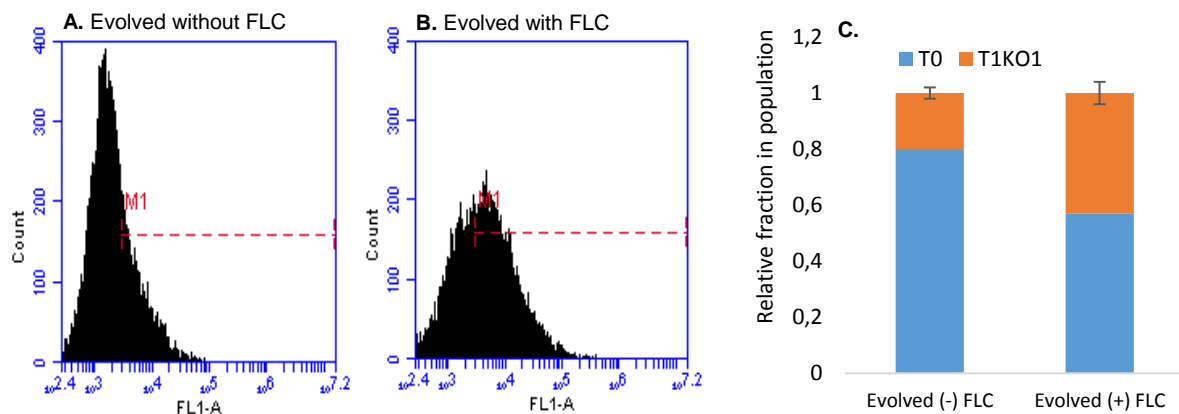 A. Evolved without FLC
400
300
200
100
0
Count
M1
10^2.4 10^3 10^4 10^5 10^6 10^7.2
FL1-A
B. Evolved with FLC
400
300
200
100
0
Count
M1
10^2.4 10^3 10^4 10^5 10^6 10^7.2
FL1-A
C.
T0 T1KO1
Relative fraction in population
1,2
1
0,8
0,6
0,4
0,2
0
Evolved (-) FLC Evolved (+) FLC